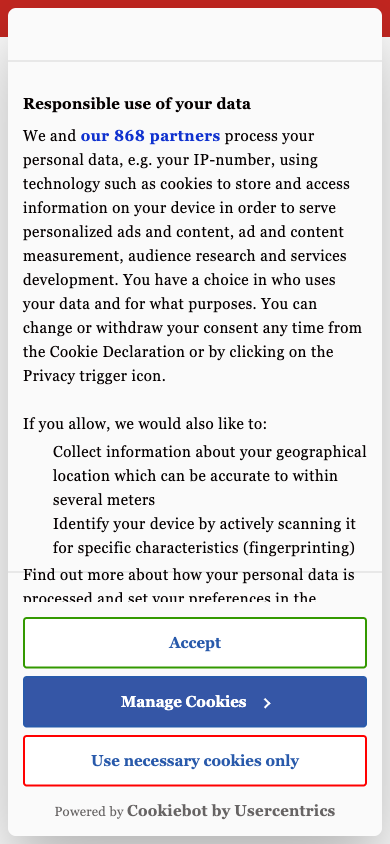 Responsible use of your data
We and our 868 partners process your
personal data, e.g. your IP-number, using
technology such as cookies to store and access
information on your device in order to serve
personalized ads and content, ad and content
measurement, audience research and services
development. You have a choice in who uses
your data and for what purposes. You can
change or withdraw your consent any time from
the Cookie Declaration or by clicking on the
Privacy trigger icon.
If you allow, we would also like to:
Collect information about your geographical
location which can be accurate to within
several meters
Identify your device by actively scanning it
for specific characteristics (fingerprinting)
Find out more about how your personal data is
processed and set your preferences in the
Accept
Manage Cookies
Use necessary cookies only
Powered by Cookiebot by Usercentrics